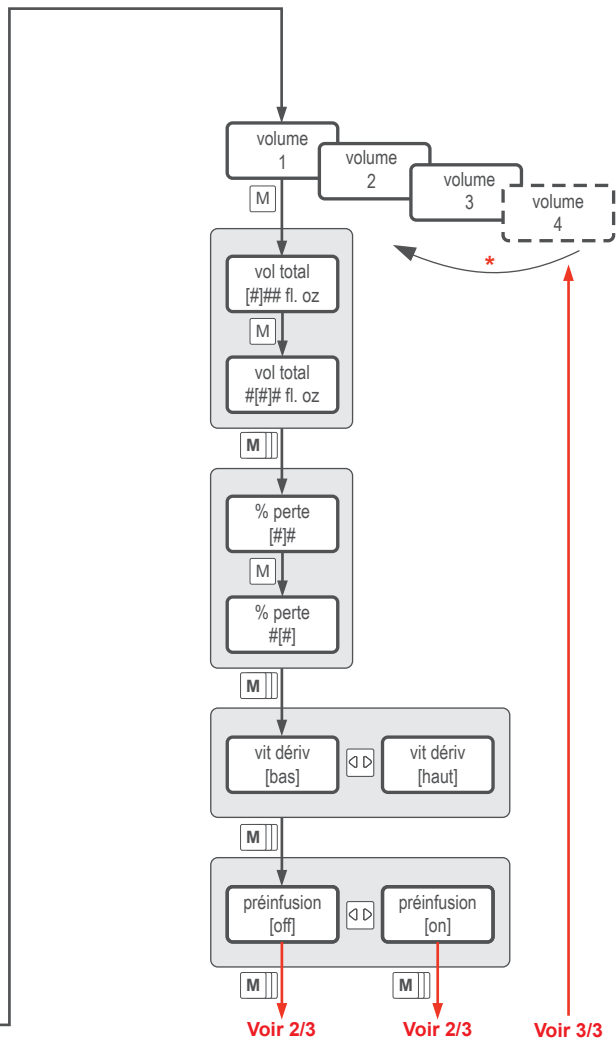 volume
1
volume
2
volume
3
volume
4
M
*
vol total
[#]## fl. oz
M
vol total
#[#]# fl. oz
M
% perte
[#]#
M
% perte
#[#]
M
vit dériv
[bas]
vit dériv
[haut]
M
préinfusion
[off]
préinfusion
[on]
M
M
Voir 2/3
Voir 2/3
Voir 3/3